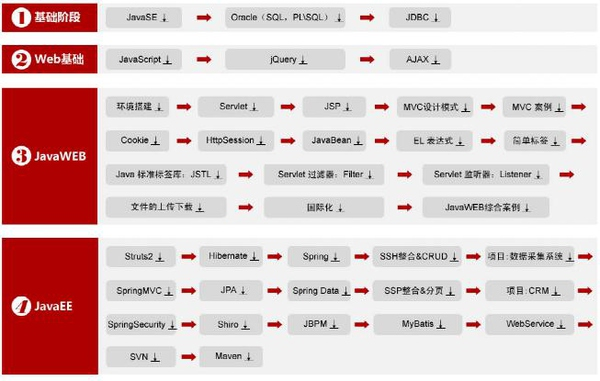 1 基础阶段 JavaSE Oracle（SQL，PL\SQL） JDBC
2 Web基础 JavaScript jQuery AJAX
环境搭建 Servlet JSP MVC设计模式 MVC 案例
Cookie HttpSession JavaBean EL 表达式 简单标签
3 JavaWEB
Java 标准标签库：JSTL Servlet 过滤器：Filter Servlet 监听器：Listener
文件的上传下载 国际化 JavaWEB综合案例
Struts2 Hibernate Spring SSH整合&CRUD 项目:数据采集系统
SpringMVC JPA Spring Data SSP整合&分页 项目: CRM
4 JavaEE
SpringSecurity Shiro JBPM MyBatis WebService
SVN Maven